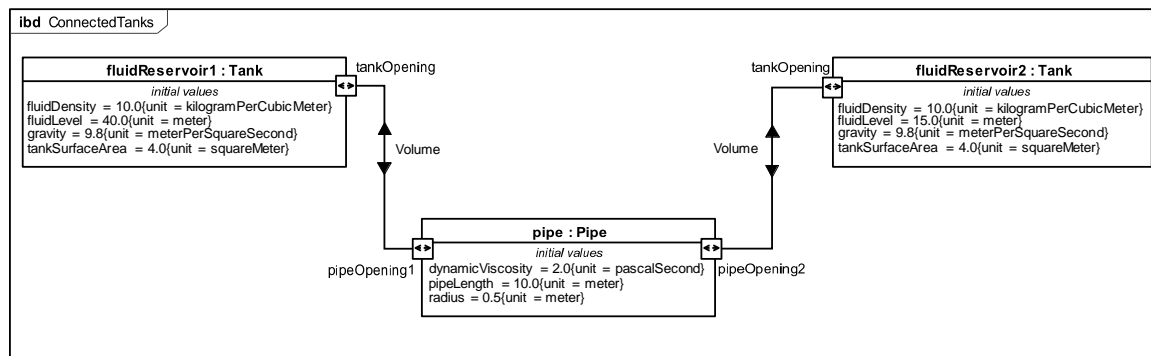 ibd ConnectedTanks
fluidReservoir1 : Tank
initial values
fluidDensity = 10.0{unit = kilogramPerCubicMeter}
fluidLevel = 40.0{unit = meter}
gravity = 9.8{unit = meterPerSquareSecond}
tankSurfaceArea = 4.0{unit = squareMeter}
tankOpening
Volume
tankOpening
Volume
fluidReservoir2 : Tank
initial values
fluidDensity = 10.0{unit = kilogramPerCubicMeter}
fluidLevel = 15.0{unit = meter}
gravity = 9.8{unit = meterPerSquareSecond}
tankSurfaceArea = 4.0{unit = squareMeter}
pipeOpening1
pipe : Pipe
initial values
dynamicViscosity = 2.0{unit = pascalSecond}
pipeLength = 10.0{unit = meter}
radius = 0.5{unit = meter}
pipeOpening2